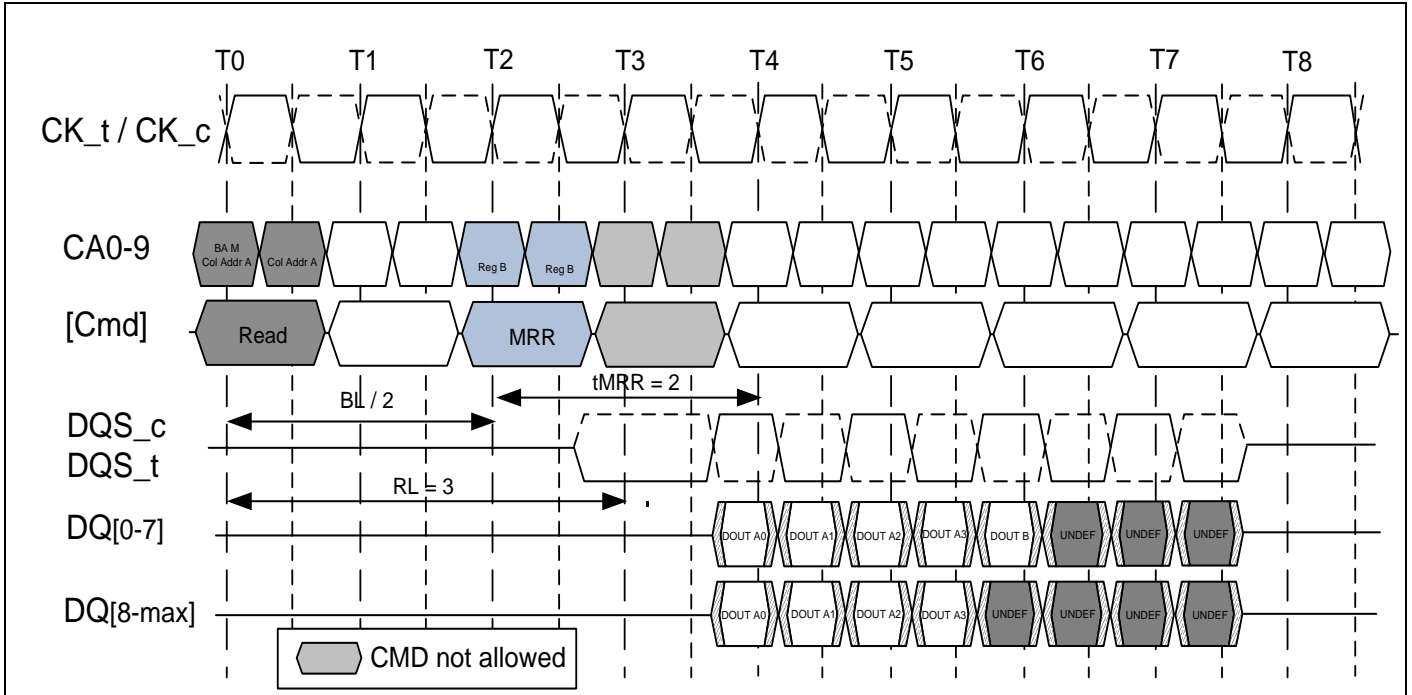 T0 T1 T2 T3 T4 T5 T6 T7 T8
CK_t / CK_c
CA0-9
BA M
Col Addr A
Col Addr A
Reg B
Reg B
[Cmd]
Read
MRR
tMRR = 2
BL / 2
DQS_c
DQS_t
RL = 3
DQ[0-7]
DOUT A0 DOUT A1 DOUT A2 DOUT A3 DOUT B UNDEF UNDEF UNDEF
DQ[8-max]
DOUT A0 DOUT A1 DOUT A2 DOUT A3 UNDEF UNDEF UNDEF UNDEF
CMD not allowed